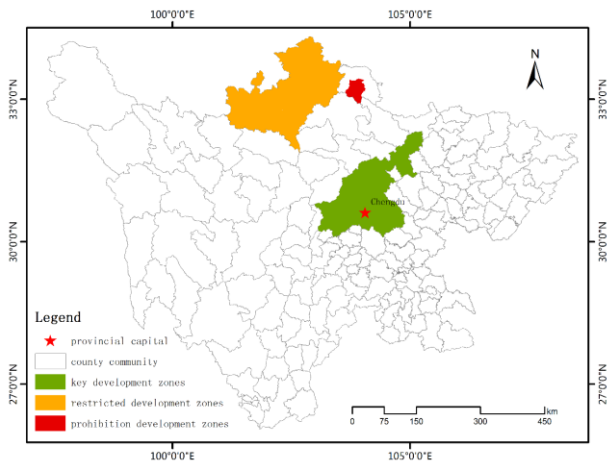 100°0'0"E 105°0'0"E
N
33°0'0"N 33°0'0"N
Chengdu
30°0'0"N 30°0'0"N
Legend
provincial capital
county community
key development zones
restricted development zones
prohibition development zones
27°0'0"N 27°0'0"N
km
0 75 150 300 450
100°0'0"E 105°0'0"E